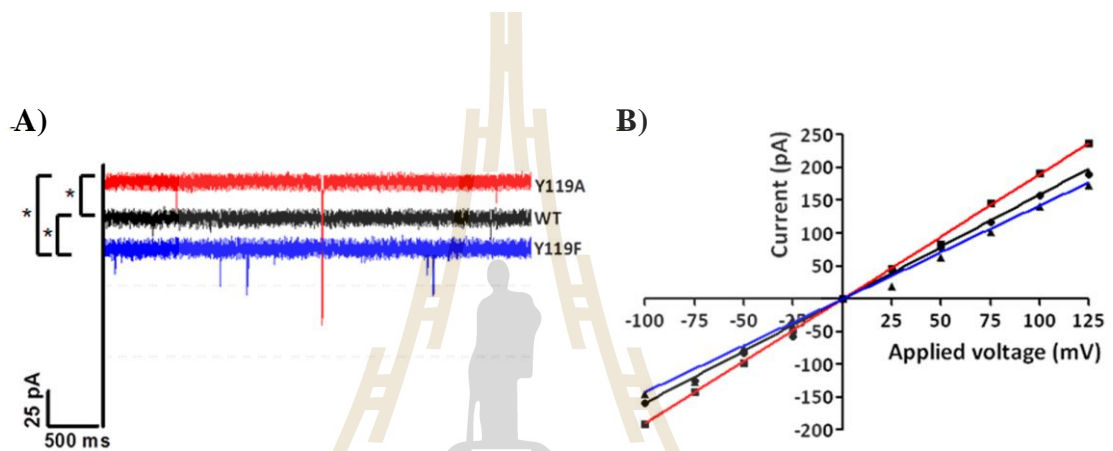 A)
*
*
*
Y119A
WT
Y119F
25 pA
500 ms
B)
Current (pA)
250
200
150
100
50
-50
-100
-150
-200
-100 -75 -50 -25 25 50 75 100 125
Applied voltage (mV)